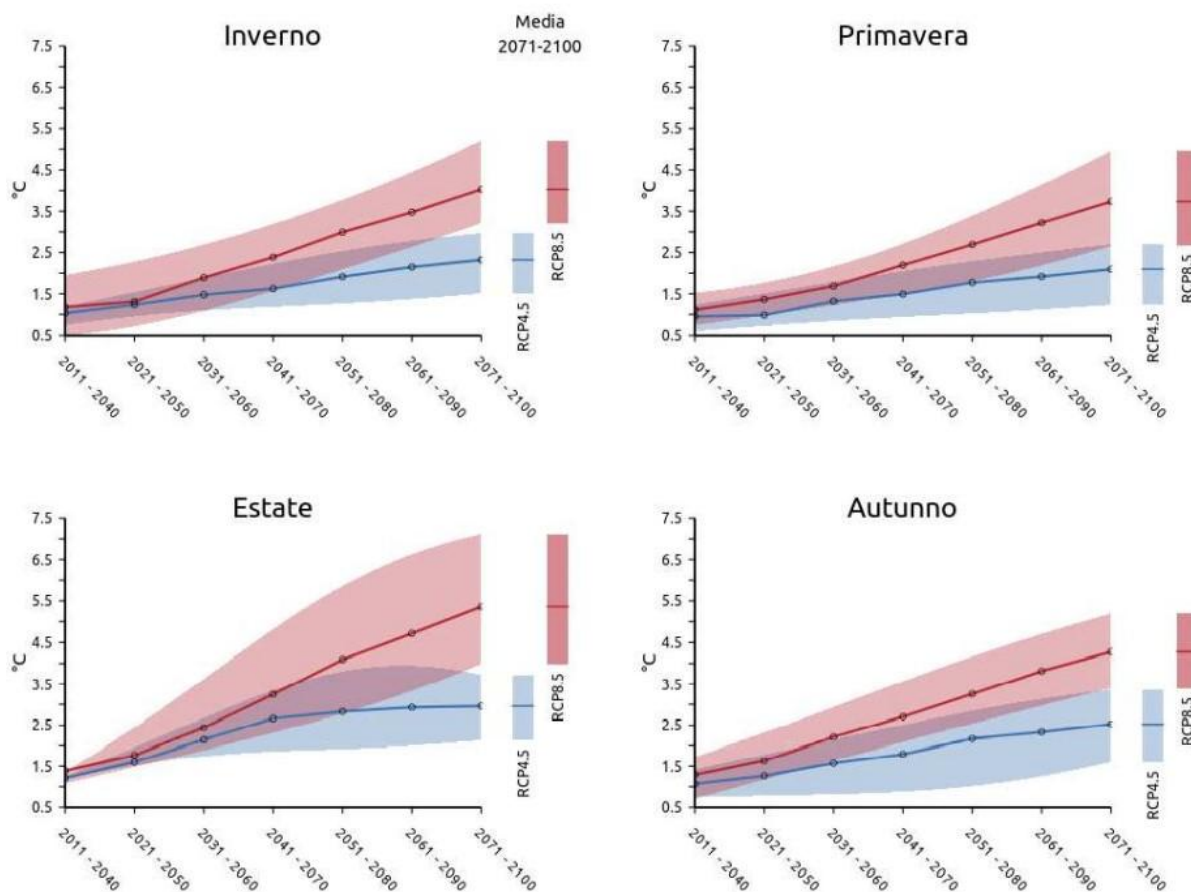 Inverno
Media
2071-2100
7.5
6.5
5.5
4.5
3.5
2.5
1.5
0.5
°C
2011 - 2040
2021 - 2050
2031 - 2060
2041 - 2070
2051 - 2080
2061 - 2090
2071 - 2100
RCP4.5
RCP8.5
Primavera
7.5
6.5
5.5
4.5
3.5
2.5
1.5
0.5
°C
2011 - 2040
2021 - 2050
2031 - 2060
2041 - 2070
2051 - 2080
2061 - 2090
2071 - 2100
RCP4.5
RCP8.5
Estate
7.5
6.5
5.5
4.5
3.5
2.5
1.5
0.5
°C
2011 - 2040
2021 - 2050
2031 - 2060
2041 - 2070
2051 - 2080
2061 - 2090
2071 - 2100
RCP4.5
RCP8.5
Autunno
7.5
6.5
5.5
4.5
3.5
2.5
1.5
0.5
°C
2011 - 2040
2021 - 2050
2031 - 2060
2041 - 2070
2051 - 2080
2061 - 2090
2071 - 2100
RCP4.5
RCP8.5